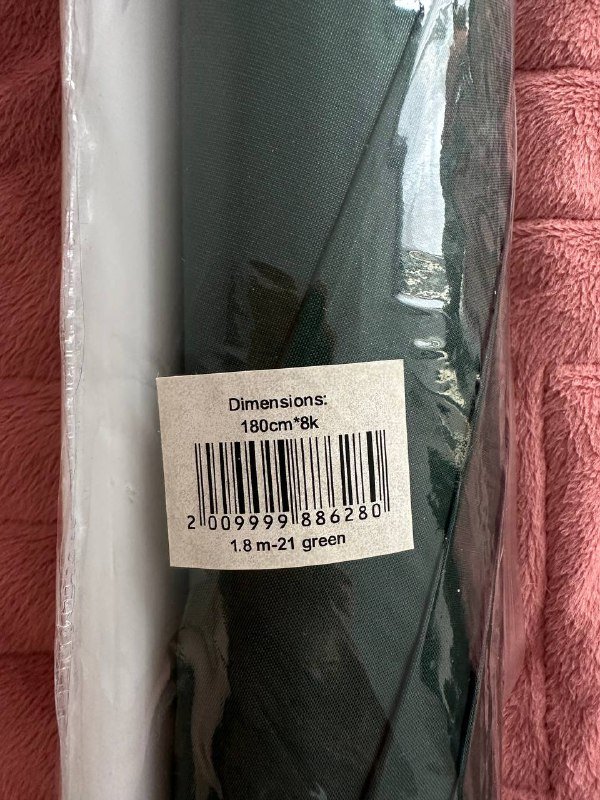 Dimensions:
180cm*8k
2 009999 886280
1.8 m-21 green